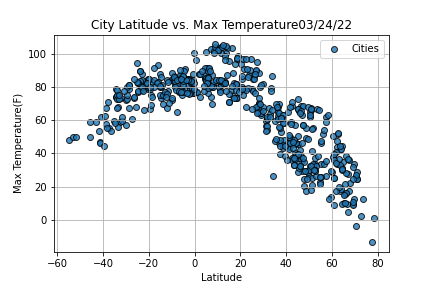 City Latitude vs. Max Temperature03/24/22
Cities
Max Temperature(F)
100
80
60
40
20
0
−60 −40 −20 0 20 40 60 80
Latitude